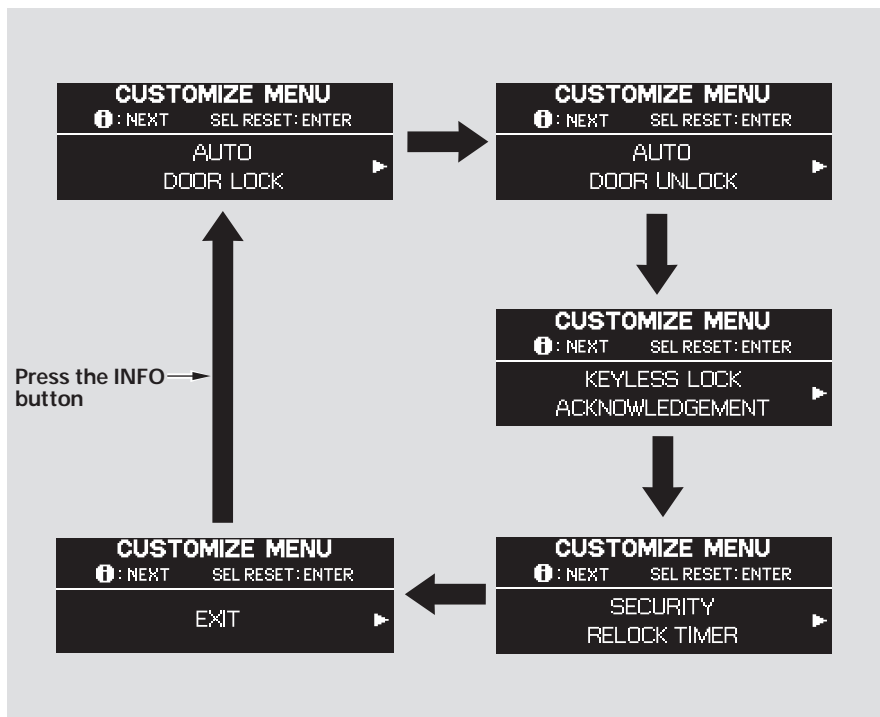 CUSTOMIZE MENU
i : NEXT SEL RESET: ENTER
AUTO
DOOR LOCK
CUSTOMIZE MENU
i : NEXT SEL RESET: ENTER
AUTO
DOOR UNLOCK
CUSTOMIZE MENU
i : NEXT SEL RESET: ENTER
KEYLESS LOCK
ACKNOWLEDGEMENT
Press the INFO
button
CUSTOMIZE MENU
i : NEXT SEL RESET: ENTER
EXIT
CUSTOMIZE MENU
i : NEXT SEL RESET: ENTER
SECURITY
RELOCK TIMER